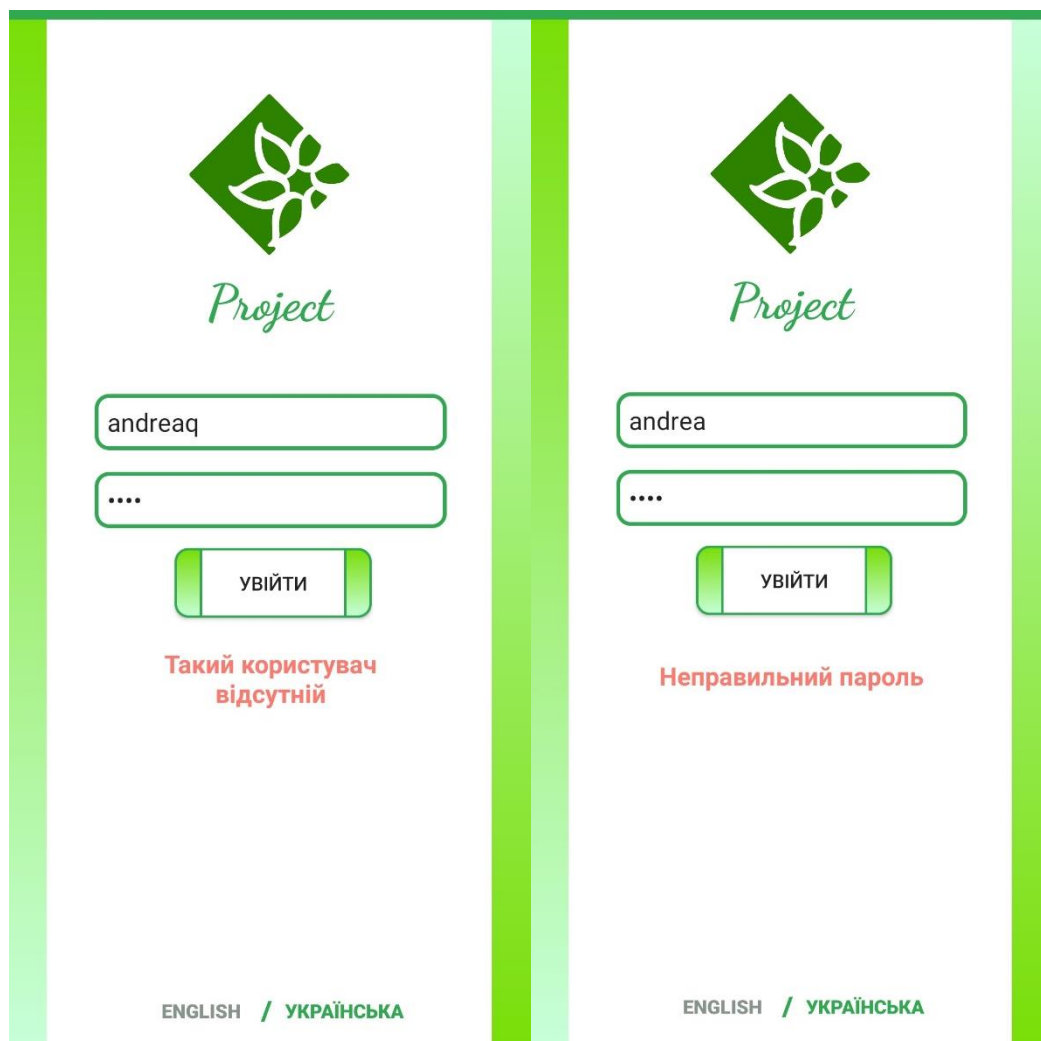 Project
andreaq
••••
УВІЙТИ
Такий користувач
відсутній
ENGLISH / УКРАЇНСЬКА
Project
andrea
••••
УВІЙТИ
Неправильний пароль
ENGLISH / УКРАЇНСЬКА